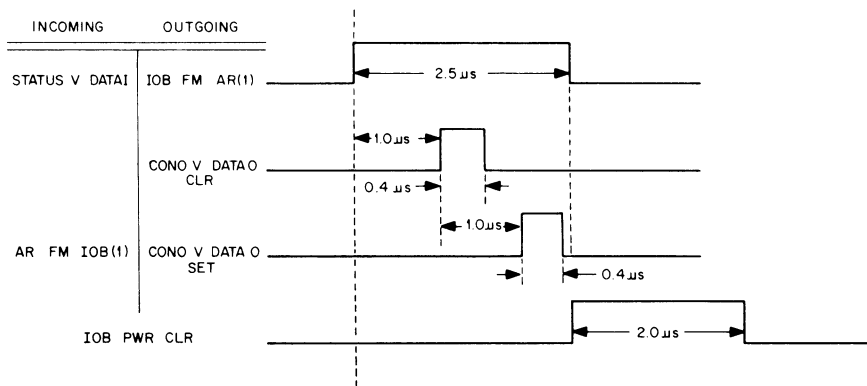 INCOMING OUTGOING
STATUS V DATAI IOB FM AR(1) 2.5 µs
1.0 µs
CONO V DATA O
CLR
0.4 µs
1.0 µs
AR FM IOB(1) CONO V DATA O
SET
0.4 µs
IOB PWR CLR 2.0 µs